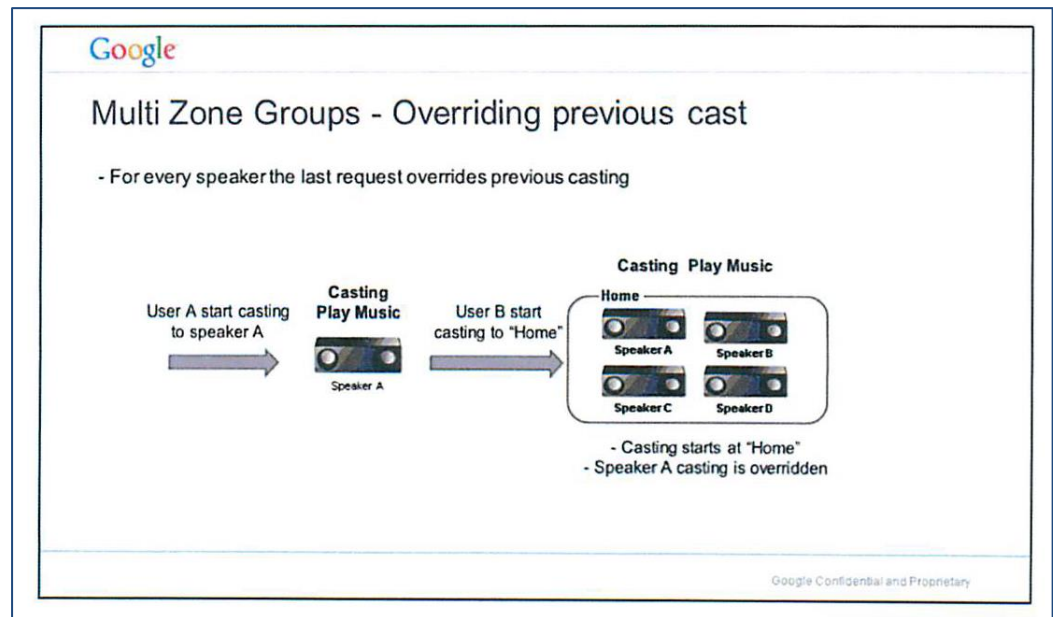 Google
Multi Zone Groups - Overriding previous cast
- For every speaker the last request overrides previous casting
User A start casting
to speaker A
Casting
Play Music
Speaker A
User B start
casting to "Home"
Casting Play Music
Home
Speaker A
Speaker B
Speaker C
Speaker D
- Casting starts at "Home"
- Speaker A casting is overridden
Google Confidential and Proprietary